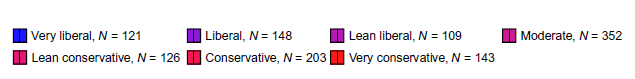 Very liberal, N = 121 Liberal, N = 148 Lean liberal, N = 109 Moderate, N = 352
Lean conservative, N = 126 Conservative, N = 203 Very conservative, N = 143